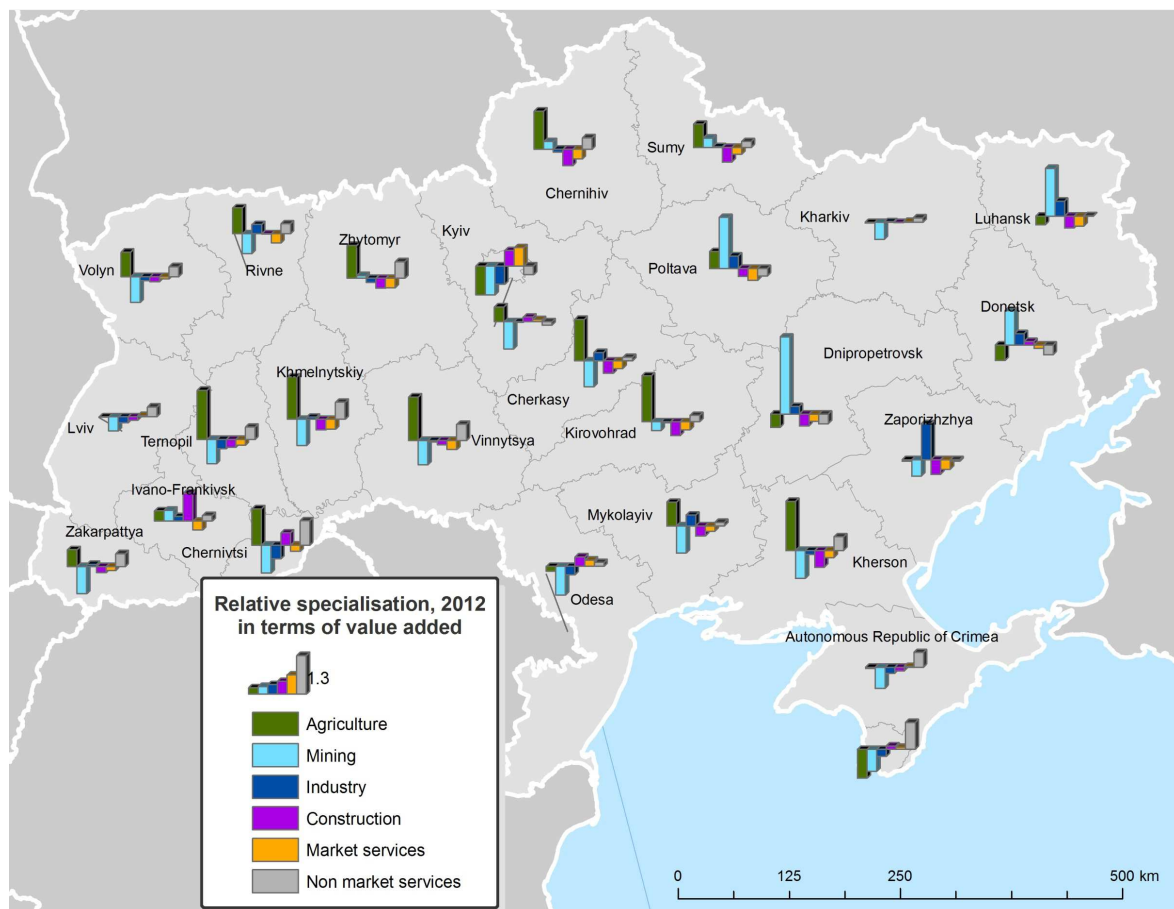 Chernihiv
Sumy
Kharkiv
Luhansk
Kyiv
Zhytomyr
Rivne
Volyn
Poltava
Donetsk
Dnipropetrovsk
Khmelnytskiy
Cherkasy
Lviv
Ternopil
Vinnytsya
Kirovohrad
Zaporizhzhya
Ivano-Frankivsk
Zakarpattya
Chernivtsi
Mykolayiv
Kherson
Odesa
Autonomous Republic of Crimea
Relative specialisation, 2012
in terms of value added
1.3
Agriculture
Mining
Industry
Construction
Market services
Non market services
0 125 250 500 km